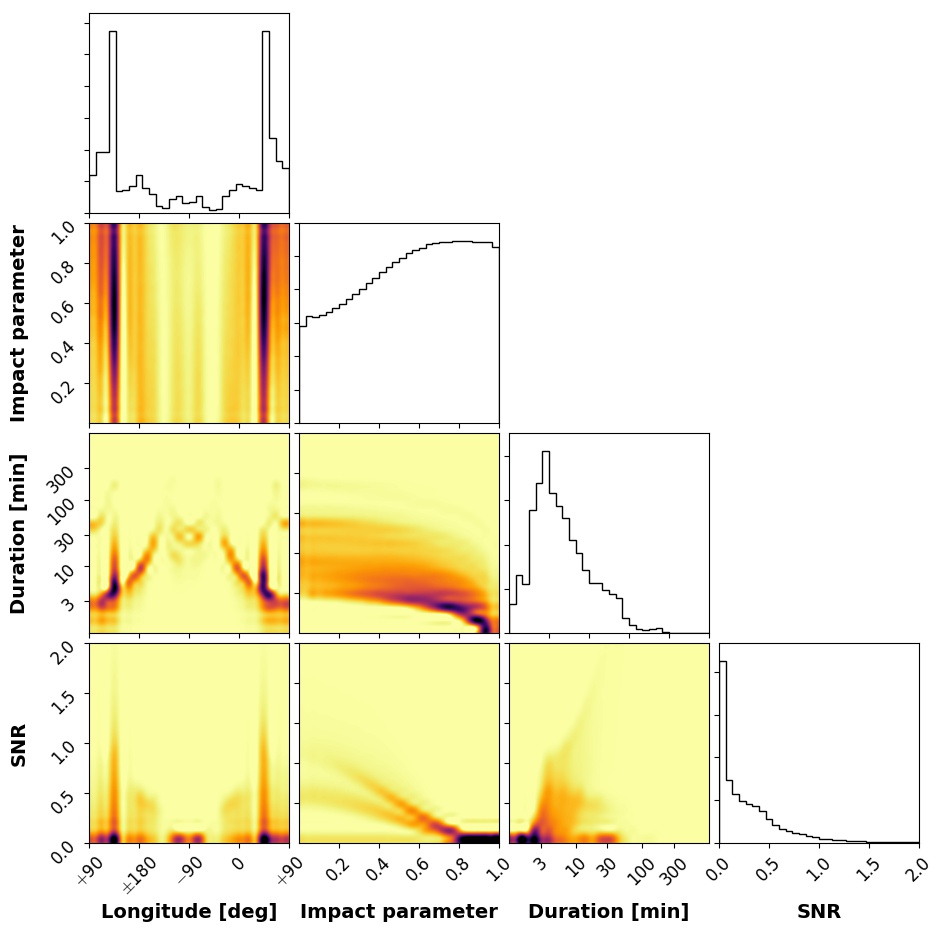 Impact parameter
1.0
0.8
0.6
0.4
0.2
Duration [min]
300
100
30
10
3
SNR
2.0
1.5
1.0
0.5
0.0
+90 ±180 −90 0 +90
0.2 0.4 0.6 0.8 1.0
3 10 30 100 300
0.0 0.5 1.0 1.5 2.0
Longitude [deg] Impact parameter Duration [min] SNR